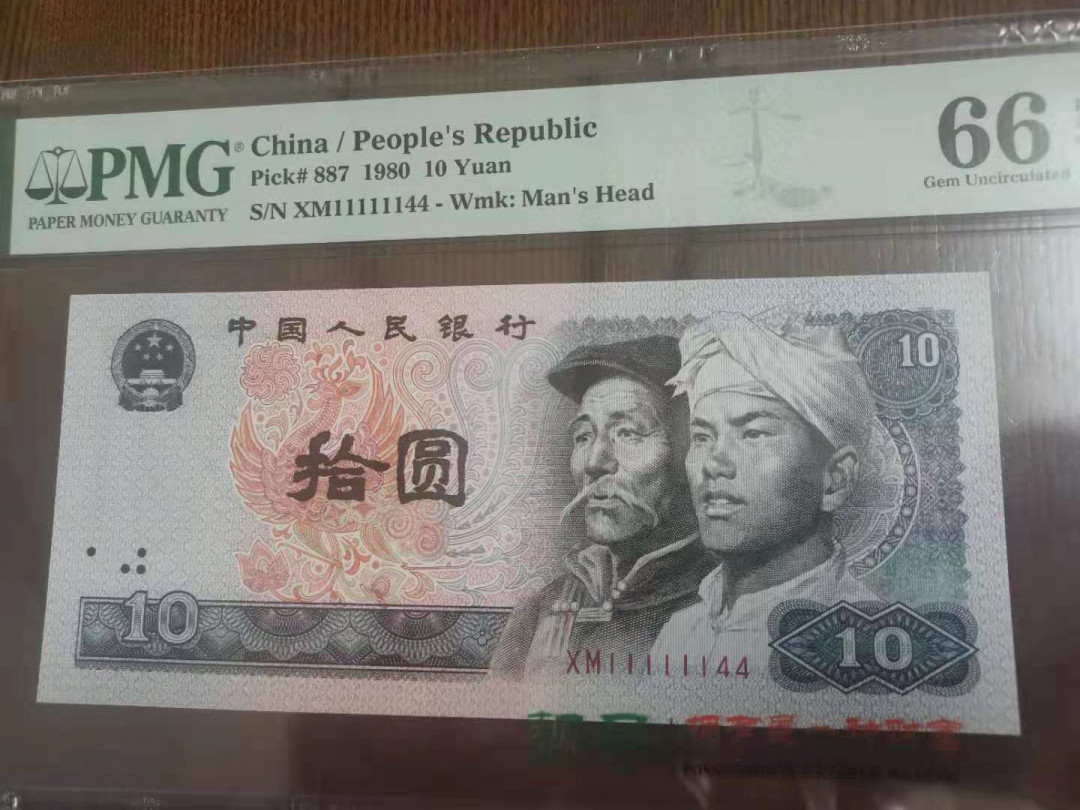 PMG®
PAPER MONEY GUARANTY
China / People's Republic
Pick# 887 1980 10 Yuan
S/N XM11111144 - Wmk: Man's Head
66
Gem Uncirculated
中国人民银行
10
拾圆
10
XM11111144
10